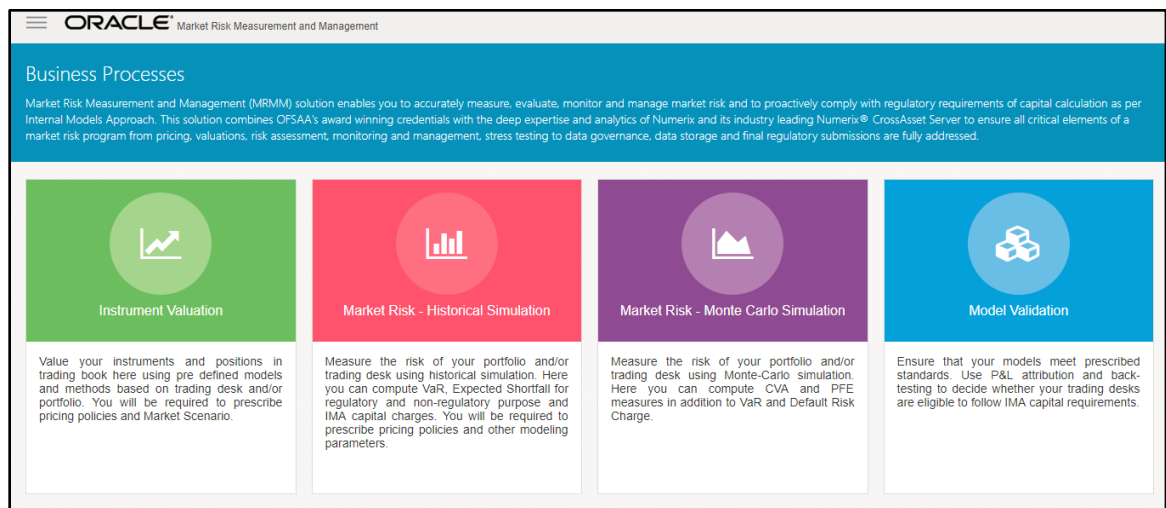 ORACLE® Market Risk Measurement and Management
Business Processes
Market Risk Measurement and Management (MRMM) solution enables you to accurately measure, evaluate, monitor and manage market risk and to proactively comply with regulatory requirements of capital calculation as per
Internal Models Approach. This solution combines OFSAA's award winning credentials with the deep expertise and analytics of Numerix and its industry leading Numerix® CrossAsset Server to ensure all critical elements of a
market risk program from pricing, valuations, risk assessment, monitoring and management, stress testing to data governance, data storage and final regulatory submissions are fully addressed.
Instrument Valuation
Value your instruments and positions in
trading book here using pre defined models
and methods based on trading desk and/or
portfolio. You will be required to prescribe
pricing policies and Market Scenario.
Market Risk - Historical Simulation
Measure the risk of your portfolio and/or
trading desk using historical simulation. Here
you can compute VaR, Expected Shortfall for
regulatory and non-regulatory purpose and
IMA capital charges. You will be required to
prescribe pricing policies and other modeling
parameters.
Market Risk - Monte Carlo Simulation
Measure the risk of your portfolio and/or
trading desk using Monte-Carlo simulation.
Here you can compute CVA and PFE
measures in addition to VaR and Default Risk
Charge.
Model Validation
Ensure that your models meet prescribed
standards. Use P&L attribution and back-
testing to decide whether your trading desks
are eligible to follow IMA capital requirements.